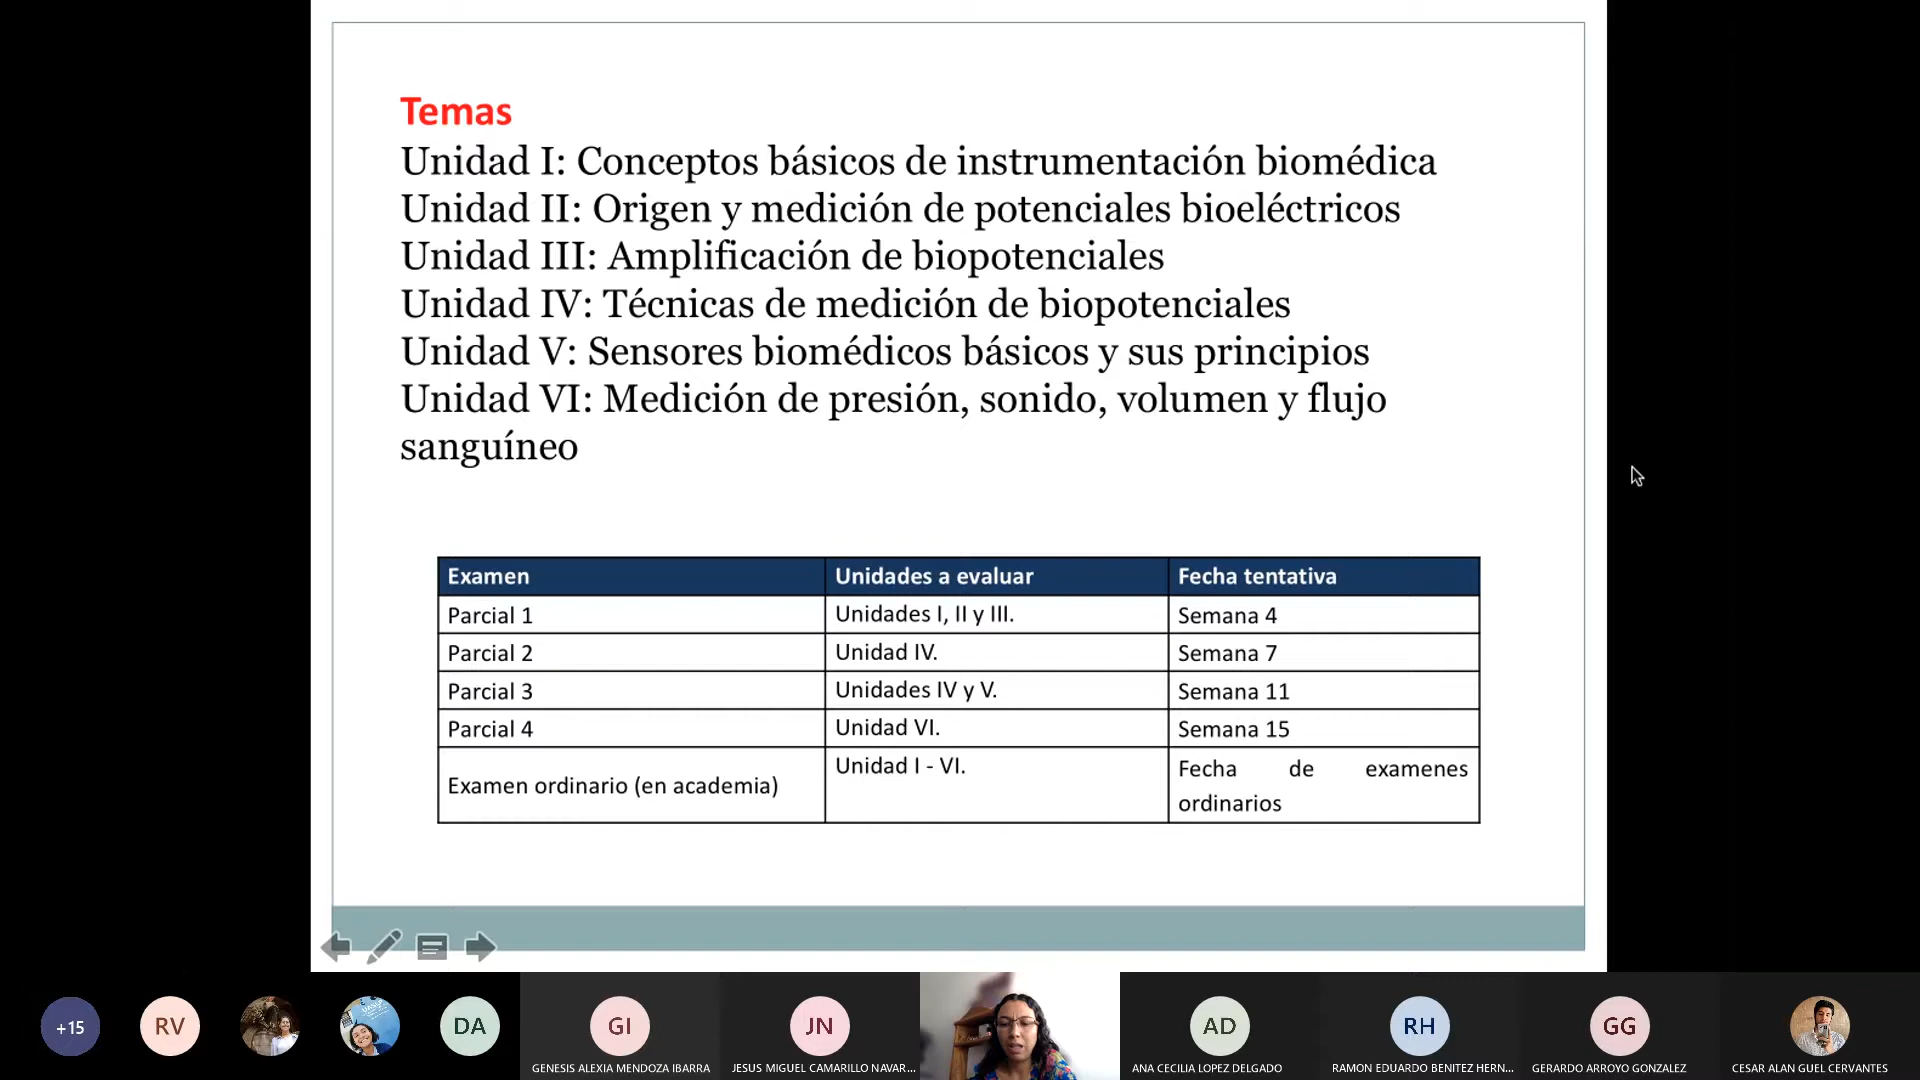 Temas
Unidad I: Conceptos básicos de instrumentación biomédica
Unidad II: Origen y medición de potenciales bioeléctricos
Unidad III: Amplificación de biopotenciales
Unidad IV: Técnicas de medición de biopotenciales
Unidad V: Sensores biomédicos básicos y sus principios
Unidad VI: Medición de presión, sonido, volumen y flujo
sanguíneo
Examen Unidades a evaluar Fecha tentativa
Parcial 1 Unidades I, II y III. Semana 4
Parcial 2 Unidad IV. Semana 7
Parcial 3 Unidades IV y V. Semana 11
Parcial 4 Unidad VI. Semana 15
Examen ordinario (en academia) Unidad I - VI. Fecha de examenes
ordinarios
+15 RV DA GI JN AD RH GG
GENESIS ALEXIA MENDOZA IBARRA JESUS MIGUEL CAMARILLO NAVAR... ANA CECILIA LOPEZ DELGADO RAMON EDUARDO BENITEZ HERN... GERARDO ARROYO GONZALEZ CESAR ALAN GUEL CERVANTES